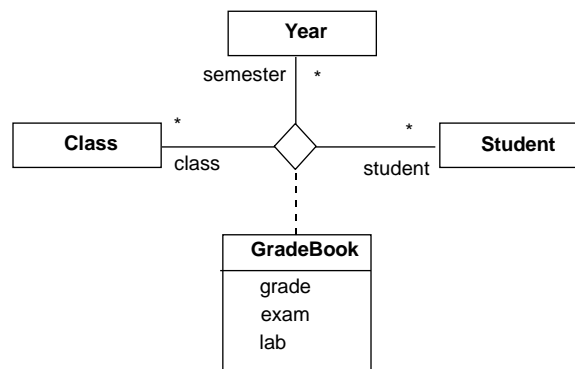 Year
semester
*
*
*
Class
Student
class
student
GradeBook
grade
exam
lab